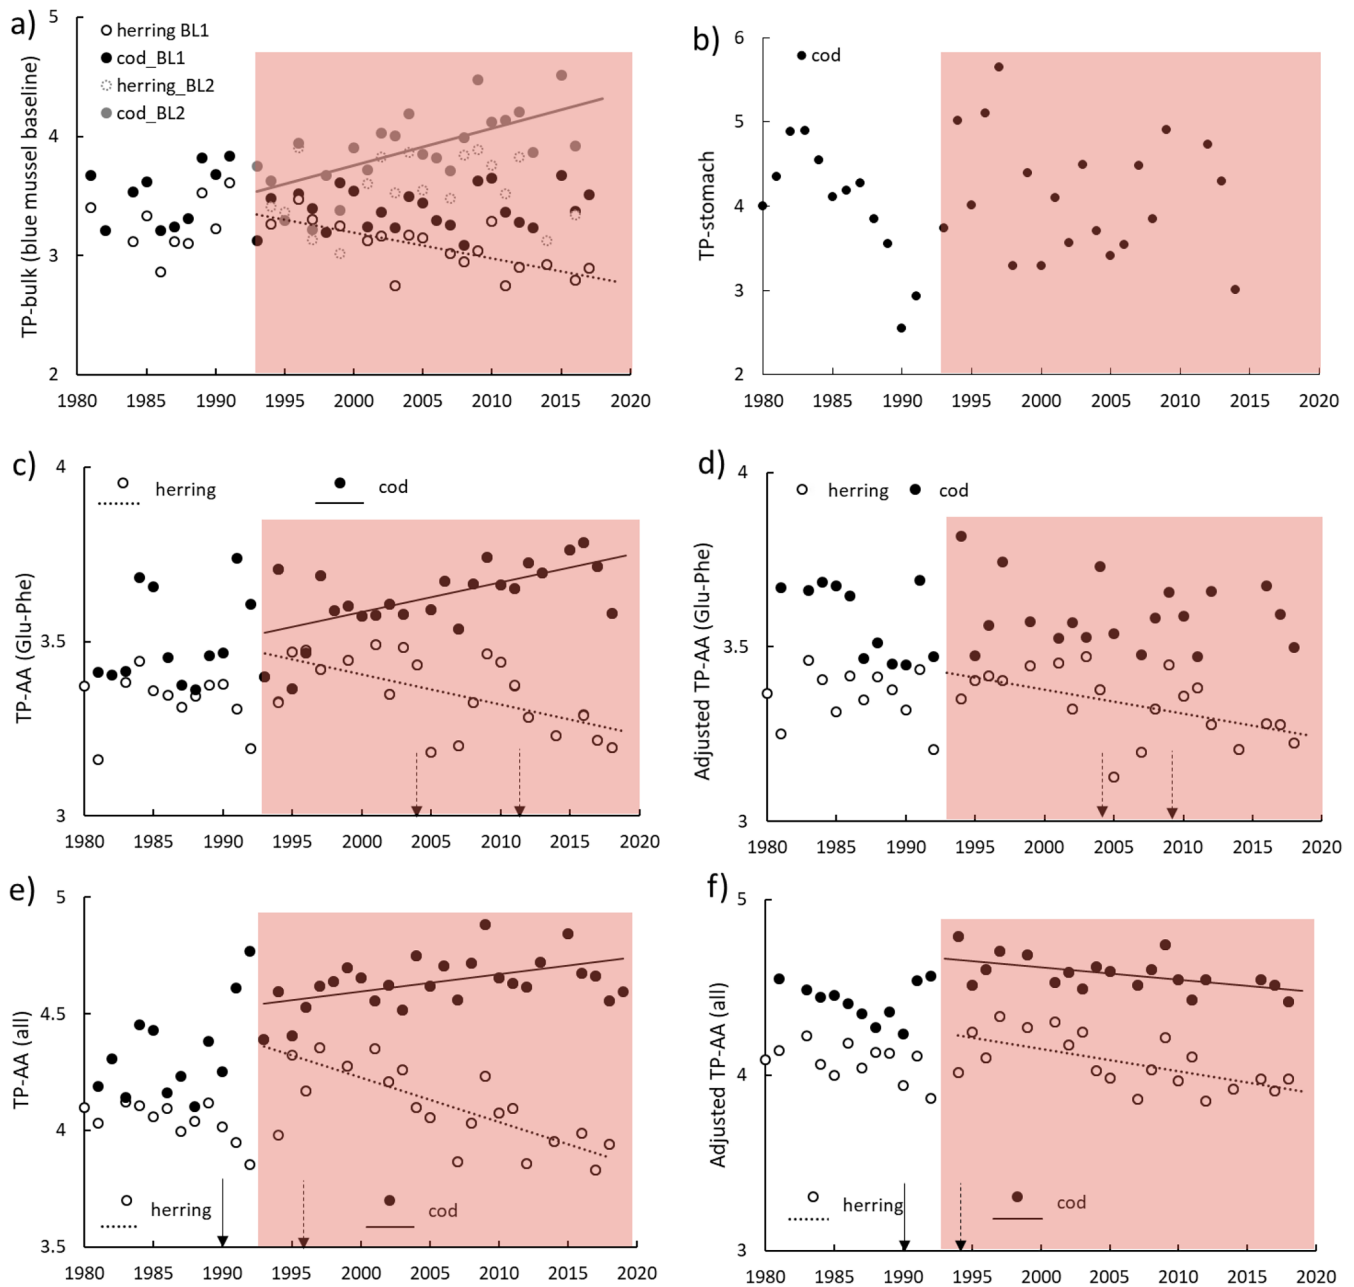 a)
5
herring BL1
cod_BL1
herring_BL2
cod_BL2
4
3
2
TP-bulk (blue mussel baseline)
1980 1985 1990 1995 2000 2005 2010 2015 2020
b)
6
cod
5
4
3
2
TP-stomach
1980 1985 1990 1995 2000 2005 2010 2015 2020
c)
4
herring cod
3.5
3
TP-AA (Glu-Phe)
1980 1985 1990 1995 2000 2005 2010 2015 2020
d)
4
herring cod
3.5
3
Adjusted TP-AA (Glu-Phe)
1980 1985 1990 1995 2000 2005 2010 2015 2020
e)
5
4.5
4
3.5
TP-AA (all)
herring cod
1980 1985 1990 1995 2000 2005 2010 2015 2020
f)
5
4
3
Adjusted TP-AA (all)
herring cod
1980 1985 1990 1995 2000 2005 2010 2015 2020